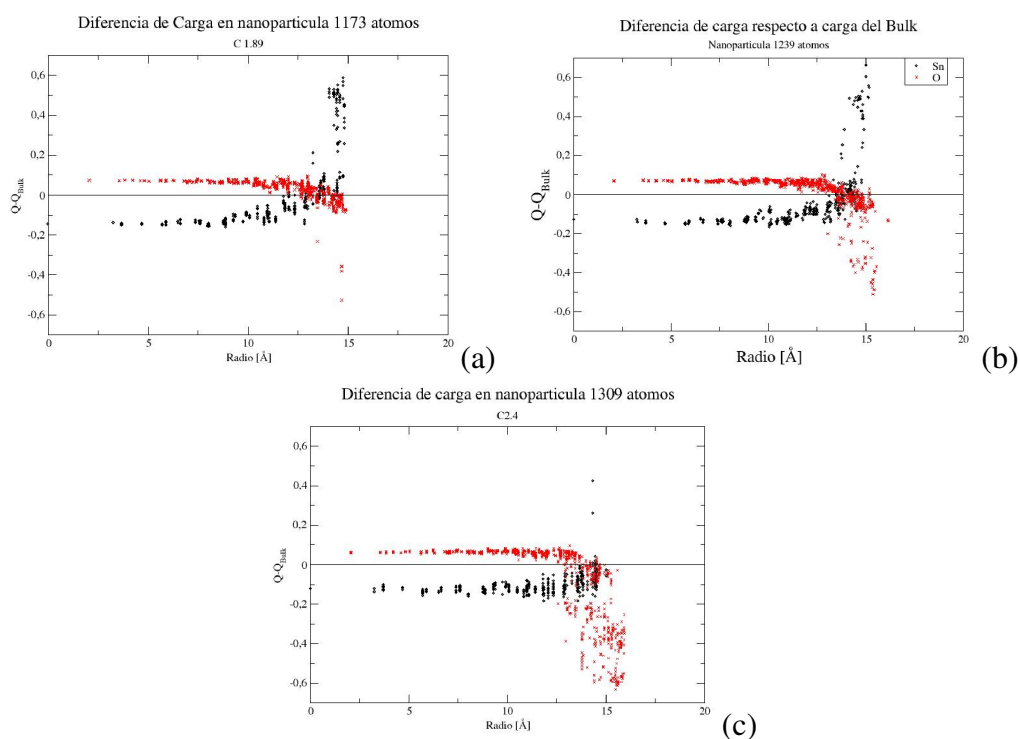 Diferencia de Carga en nanoparticula 1173 atomos
C 1.89
0,6
0,4
0,2
0
-0,2
-0,4
-0,6
Q-Q_Bulk
0 5 10 15 20
Radio [Å]
(a)
Diferencia de carga respecto a carga del Bulk
Nanoparticula 1239 atomos
Sn
O
0,6
0,4
0,2
0
-0,2
-0,4
-0,6
Q-Q_Bulk
0 5 10 15 20
Radio [Å]
(b)
Diferencia de carga en nanoparticula 1309 atomos
C2.4
0,6
0,4
0,2
0
-0,2
-0,4
-0,6
Q-Q_Bulk
0 5 10 15 20
Radio [Å]
(c)